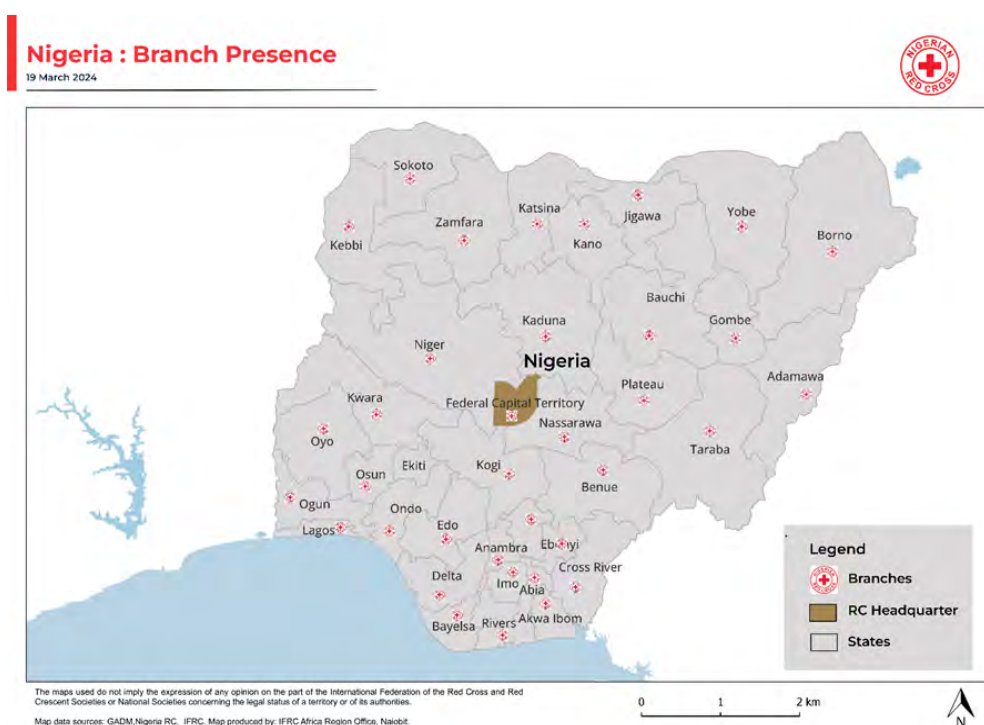 Nigeria : Branch Presence
19 March 2024
NIGERIAN
RED CROSS
Sokoto
Katsina
Jigawa
Zamfara
Yobe
Kebbi
Kano
Borno
Bauchi
Kaduna
Gombe
Niger
Nigeria
Plateau
Adamawa
Kwara
Federal Capital Territory
Nassarawa
Oyo
Taraba
Osun
Ekiti
Kogi
Benue
Ogun
Ondo
Lagos
Edo
Anambra
Ebonyi
Delta
Imo
Abia
Cross River
Bayelsa
Rivers
Akwa Ibom
Legend
Branches
RC Headquarter
States
The maps used do not imply the expression of any opinion on the part of the International Federation of the Red Cross and Red
Crescent Societies or National Societies concerning the legal status of a territory or of its authorities.
Map data sources: GADM,Nigeria RC, IFRC. Map produced by: IFRC Africa Region Office, Naiobit.
0 1 2 km
N